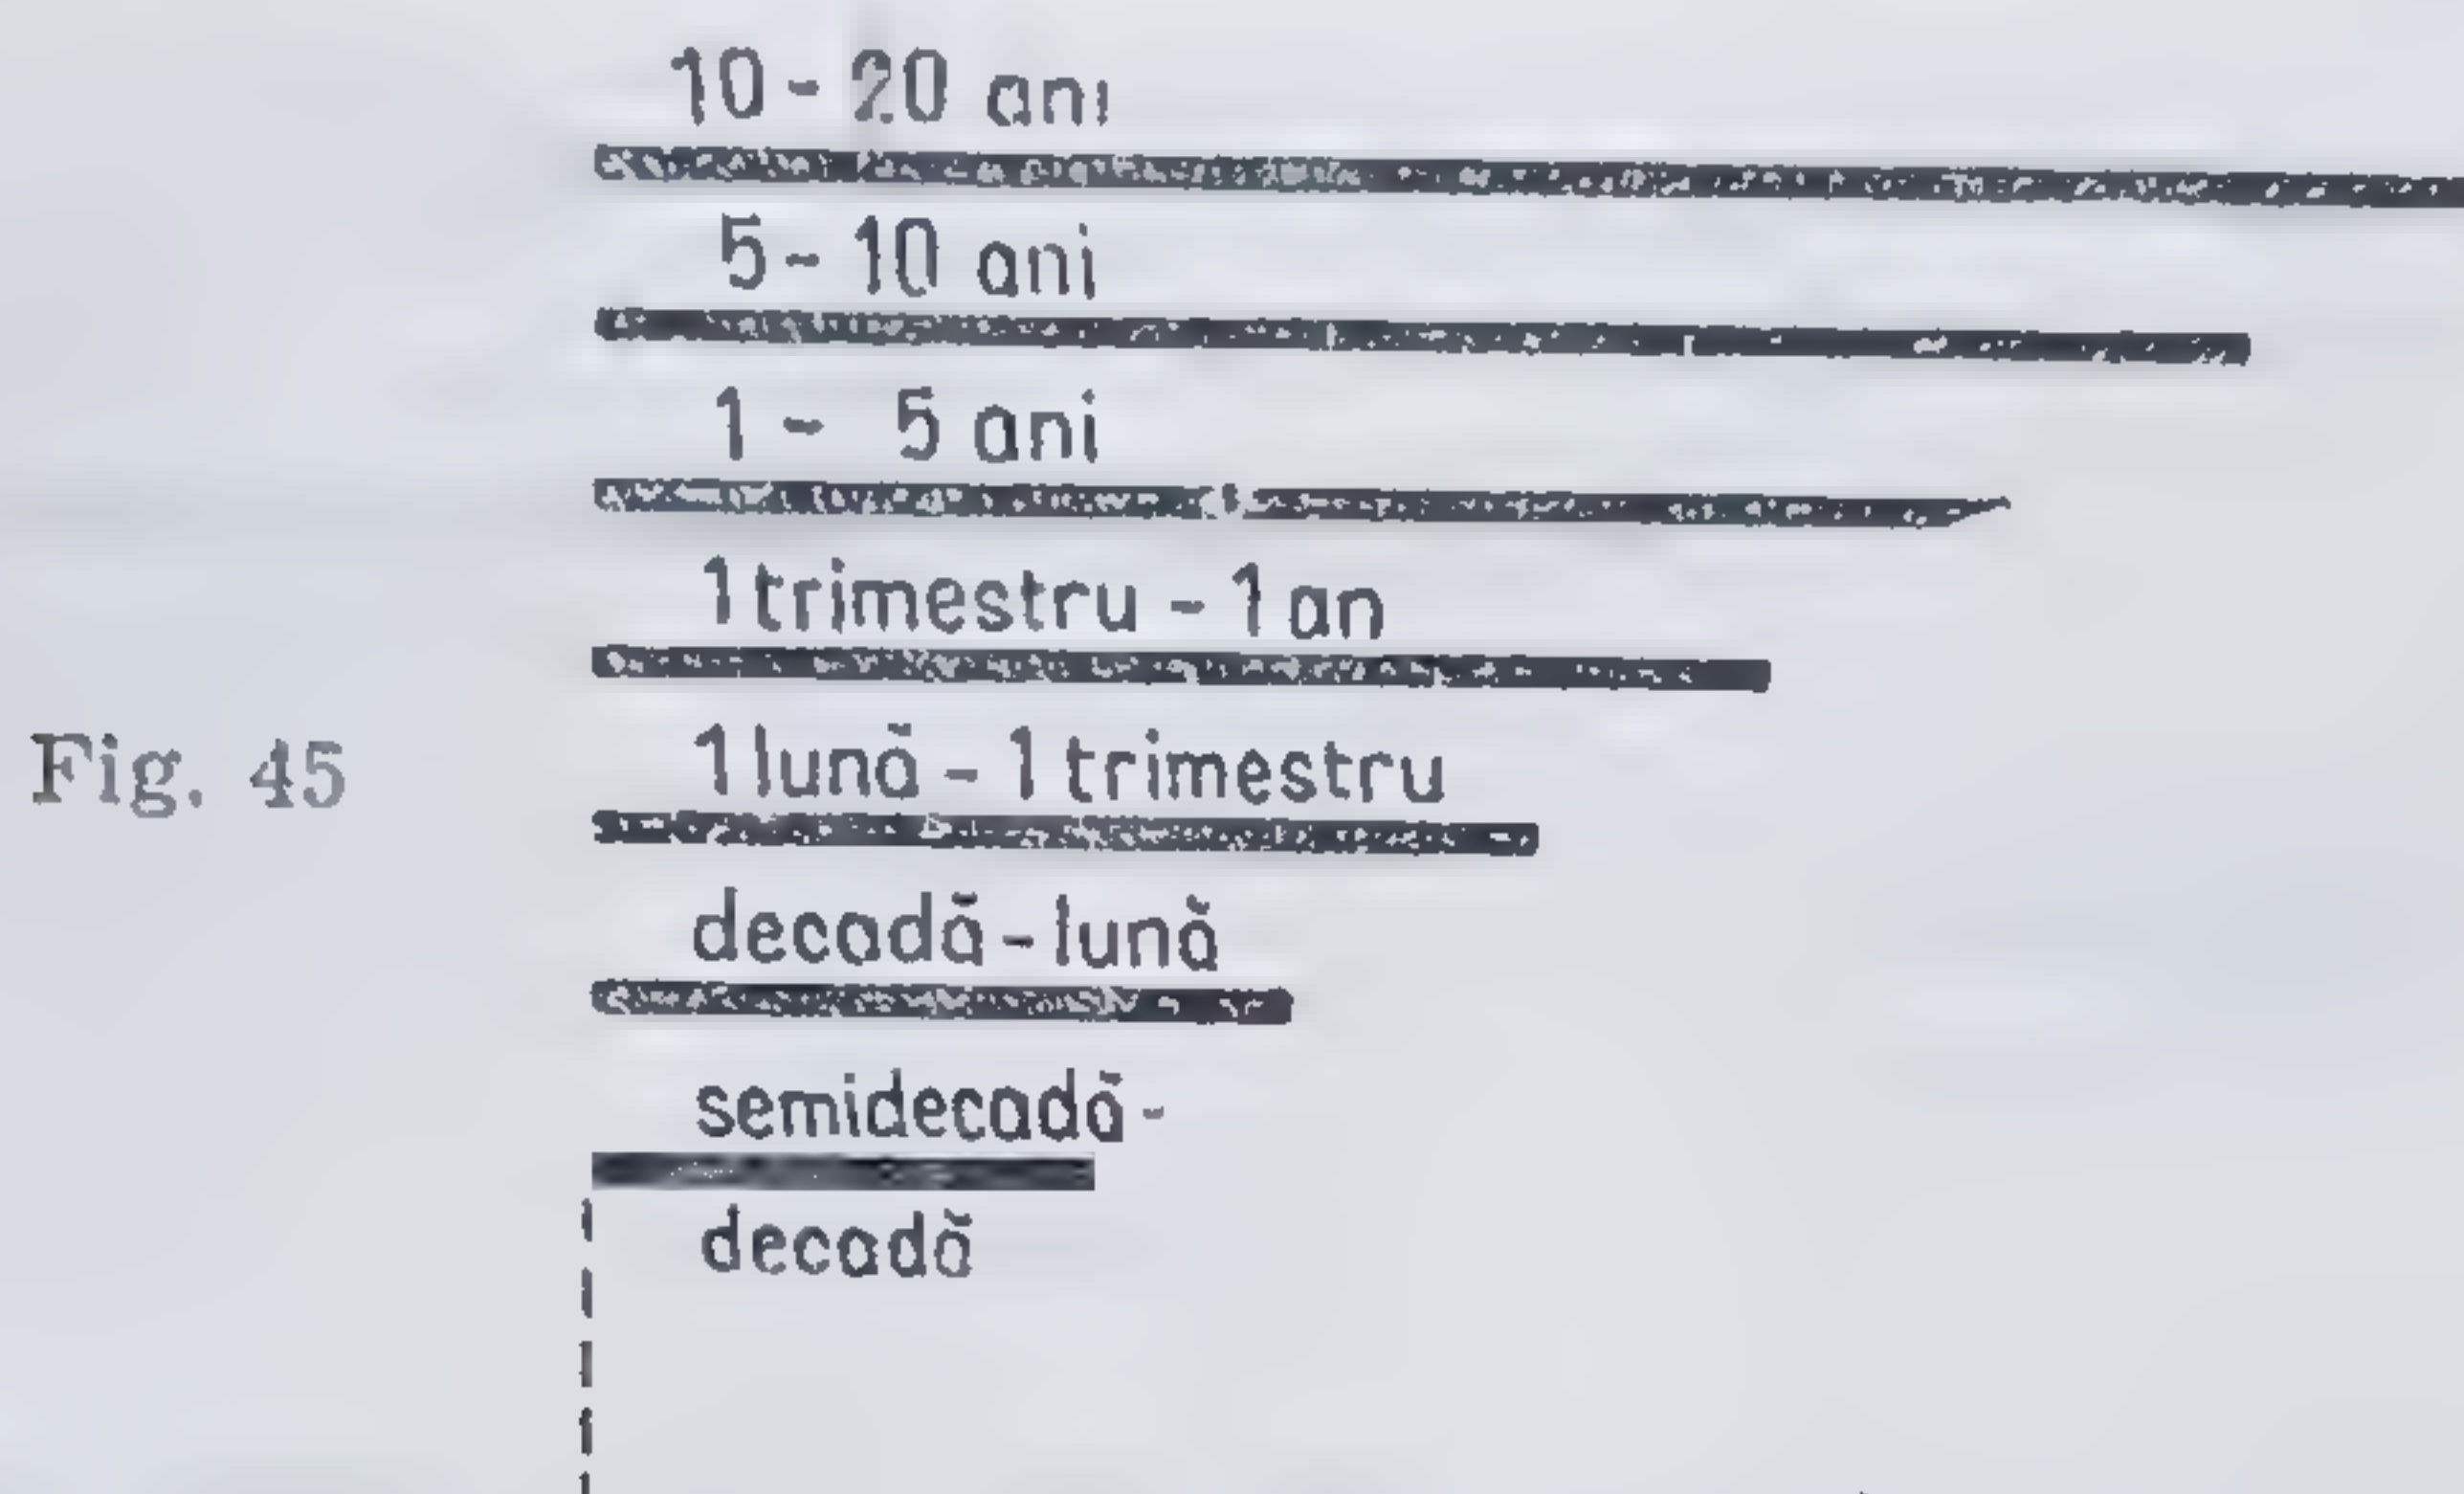 10 - 20 ani
5 - 10 ani
1 - 5 ani
1 trimestru - 1 an
Fig. 45
1 lună - 1 trimestru
decadă - lună
semidecadă -
decadă